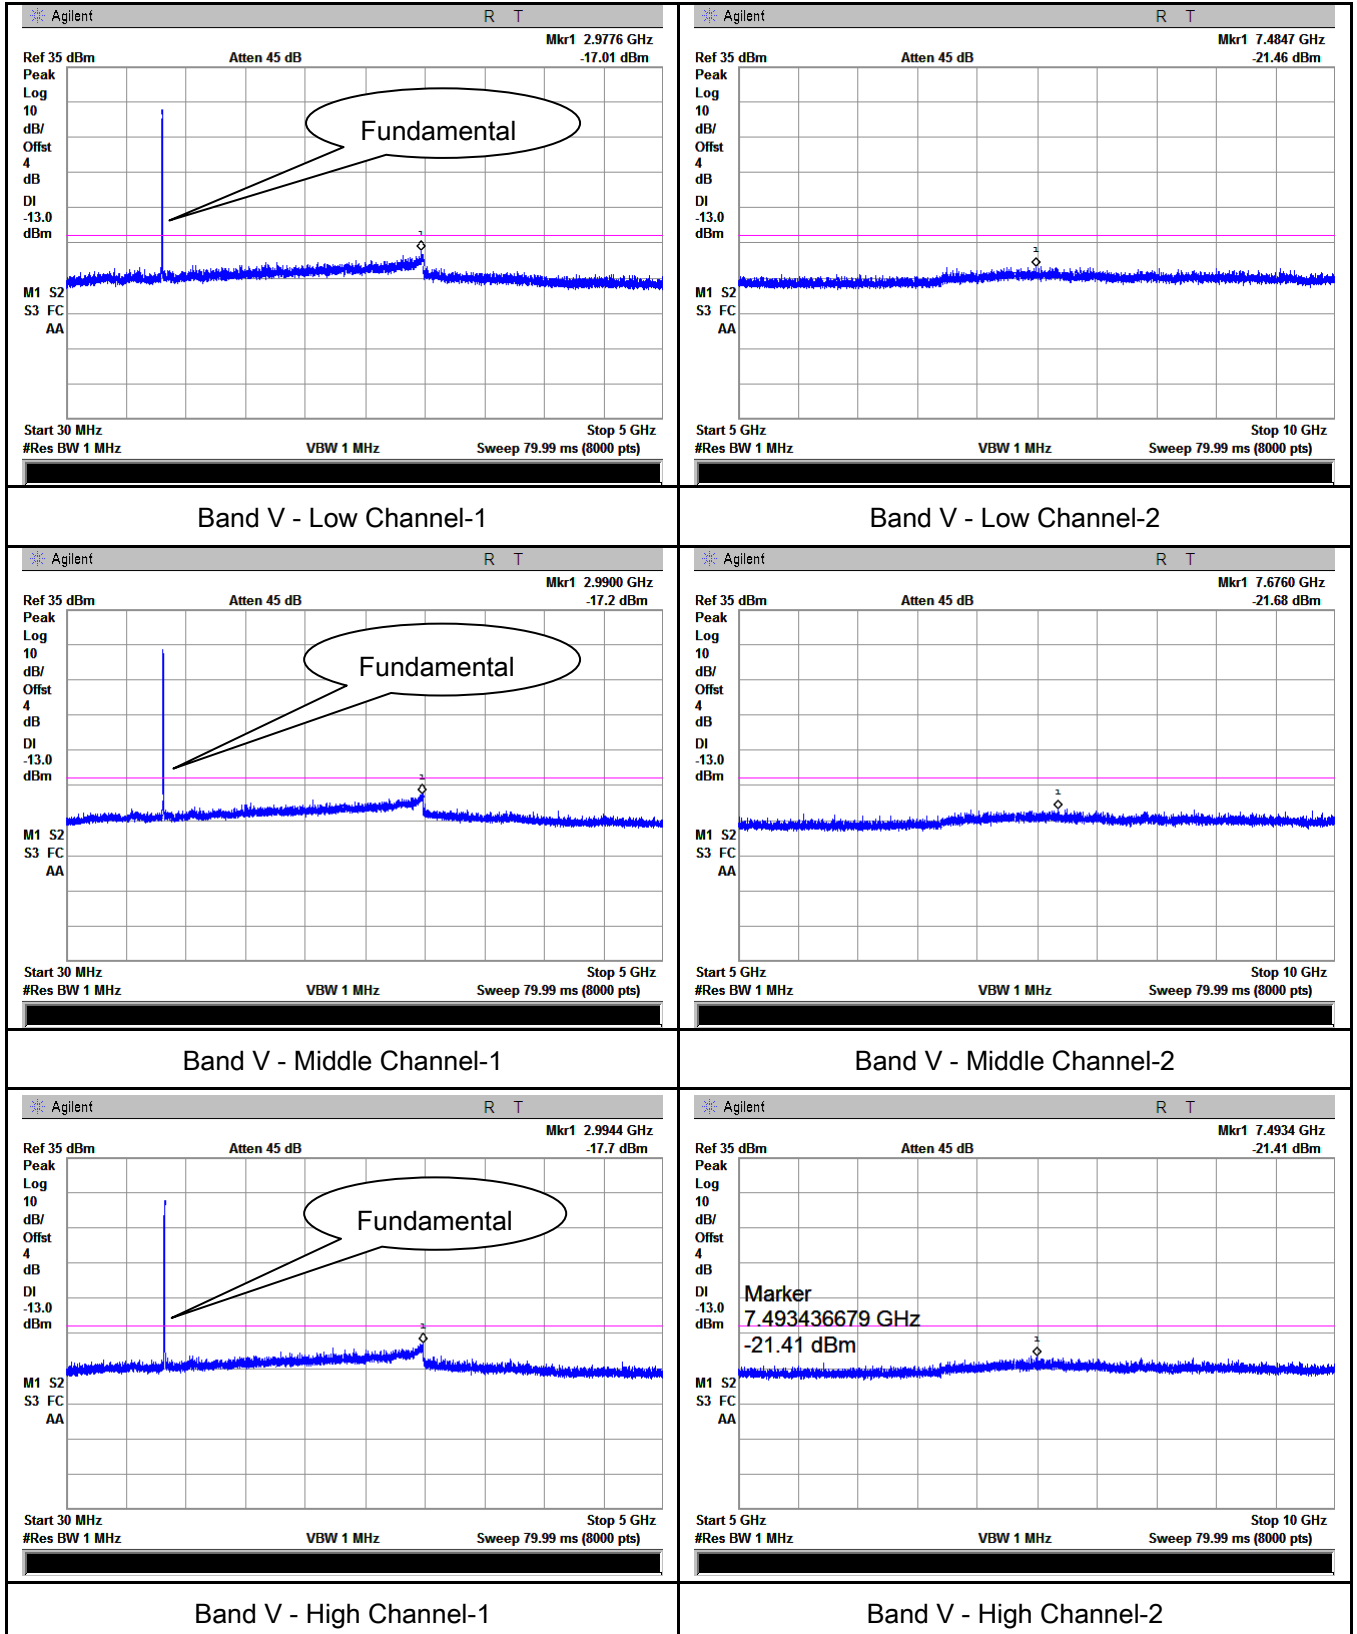 Agilent R T
Mkr1 2.9776 GHz
Ref 35 dBm Atten 45 dB -17.01 dBm
Peak
Log
10
dB/
Offst
4
dB
DI
-13.0
dBm
M1 S2
S3 FC
AA
Fundamental
1
Start 30 MHz Stop 5 GHz
#Res BW 1 MHz VBW 1 MHz Sweep 79.99 ms (8000 pts)
Agilent R T
Mkr1 7.4847 GHz
Ref 35 dBm Atten 45 dB -21.46 dBm
Peak
Log
10
dB/
Offst
4
dB
DI
-13.0
dBm
M1 S2
S3 FC
AA
1
Start 5 GHz Stop 10 GHz
#Res BW 1 MHz VBW 1 MHz Sweep 79.99 ms (8000 pts)
Band V - Low Channel-1
Band V - Low Channel-2
Agilent R T
Mkr1 2.9900 GHz
Ref 35 dBm Atten 45 dB -17.2 dBm
Peak
Log
10
dB/
Offst
4
dB
DI
-13.0
dBm
M1 S2
S3 FC
AA
Fundamental
1
Start 30 MHz Stop 5 GHz
#Res BW 1 MHz VBW 1 MHz Sweep 79.99 ms (8000 pts)
Agilent R T
Mkr1 7.6760 GHz
Ref 35 dBm Atten 45 dB -21.68 dBm
Peak
Log
10
dB/
Offst
4
dB
DI
-13.0
dBm
M1 S2
S3 FC
AA
1
Start 5 GHz Stop 10 GHz
#Res BW 1 MHz VBW 1 MHz Sweep 79.99 ms (8000 pts)
Band V - Middle Channel-1
Band V - Middle Channel-2
Agilent R T
Mkr1 2.9944 GHz
Ref 35 dBm Atten 45 dB -17.7 dBm
Peak
Log
10
dB/
Offst
4
dB
DI
-13.0
dBm
M1 S2
S3 FC
AA
Fundamental
1
Start 30 MHz Stop 5 GHz
#Res BW 1 MHz VBW 1 MHz Sweep 79.99 ms (8000 pts)
Agilent R T
Mkr1 7.4934 GHz
Ref 35 dBm Atten 45 dB -21.41 dBm
Peak
Log
10
dB/
Offst
4
dB
DI
-13.0
dBm
M1 S2
S3 FC
AA
Marker
7.493436679 GHz
-21.41 dBm
1
Start 5 GHz Stop 10 GHz
#Res BW 1 MHz VBW 1 MHz Sweep 79.99 ms (8000 pts)
Band V - High Channel-1
Band V - High Channel-2